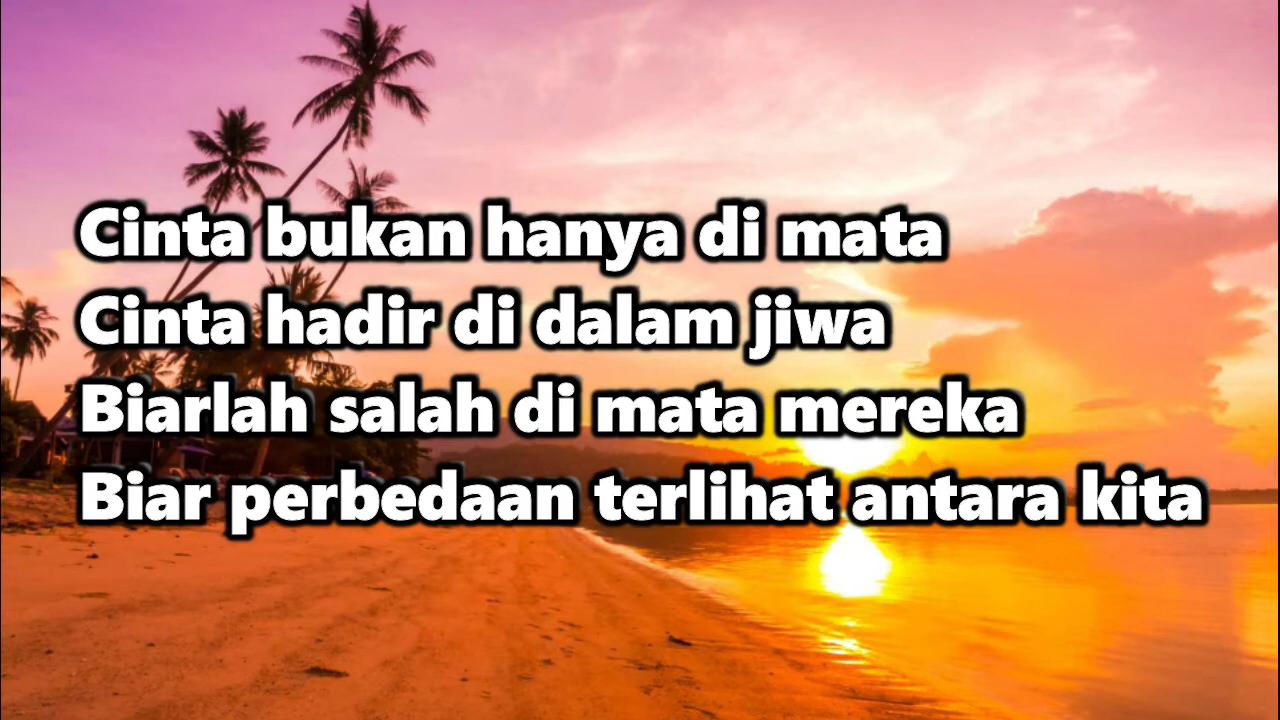 Cinta bukan hanya di mata
Cinta hadir di dalam jiwa
Biarlah salah di mata mereka
Biar perbedaan terlihat antara kita